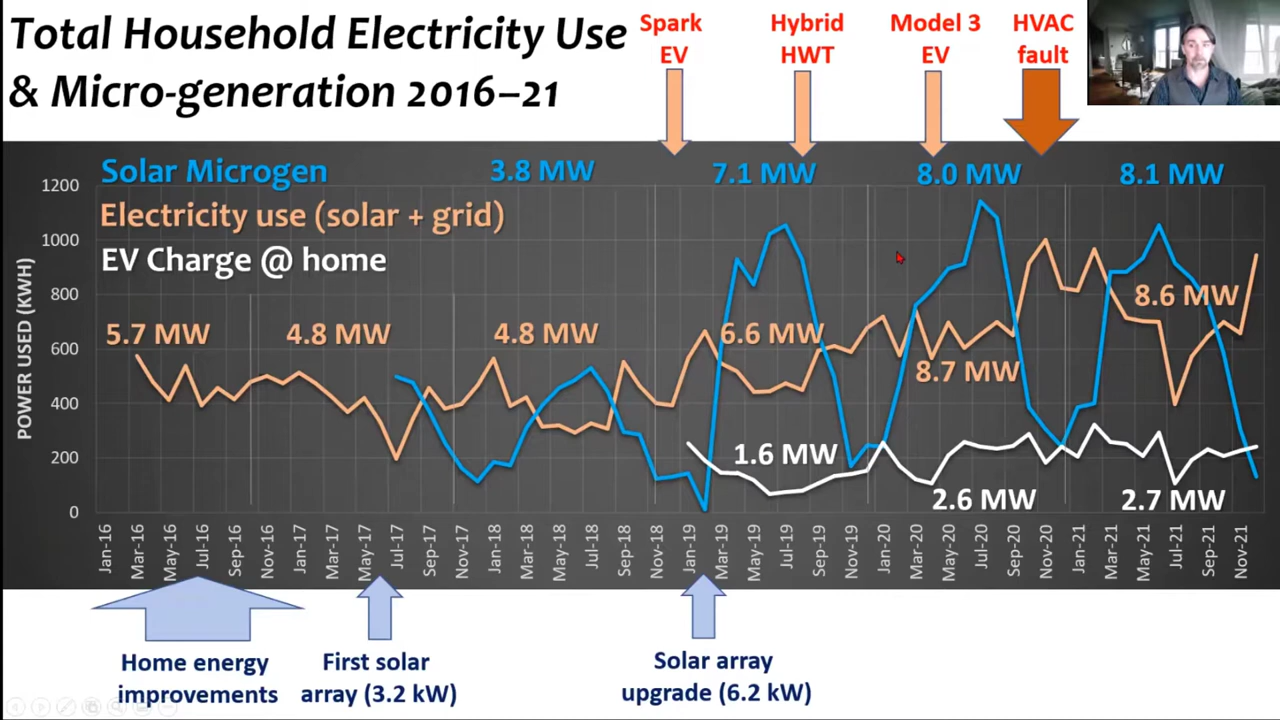 Total Household Electricity Use
& Micro-generation 2016–21
Spark
EV
Hybrid
HWT
Model 3
EV
HVAC
fault
Solar Microgen
3.8 MW
7.1 MW
8.0 MW
8.1 MW
Electricity use (solar + grid)
EV Charge @ home
5.7 MW
4.8 MW
4.8 MW
6.6 MW
8.7 MW
8.6 MW
1.6 MW
2.6 MW
2.7 MW
POWER USED (KWH)
1200
1000
800
600
400
200
0
Jan-16
Mar-16
May-16
Jul-16
Sep-16
Nov-16
Jan-17
Mar-17
May-17
Jul-17
Sep-17
Nov-17
Jan-18
Mar-18
May-18
Jul-18
Sep-18
Nov-18
Jan-19
Mar-19
May-19
Jul-19
Sep-19
Nov-19
Jan-20
Mar-20
May-20
Jul-20
Sep-20
Nov-20
Jan-21
Mar-21
May-21
Jul-21
Sep-21
Nov-21
Home energy
improvements
First solar
array (3.2 kW)
Solar array
upgrade (6.2 kW)